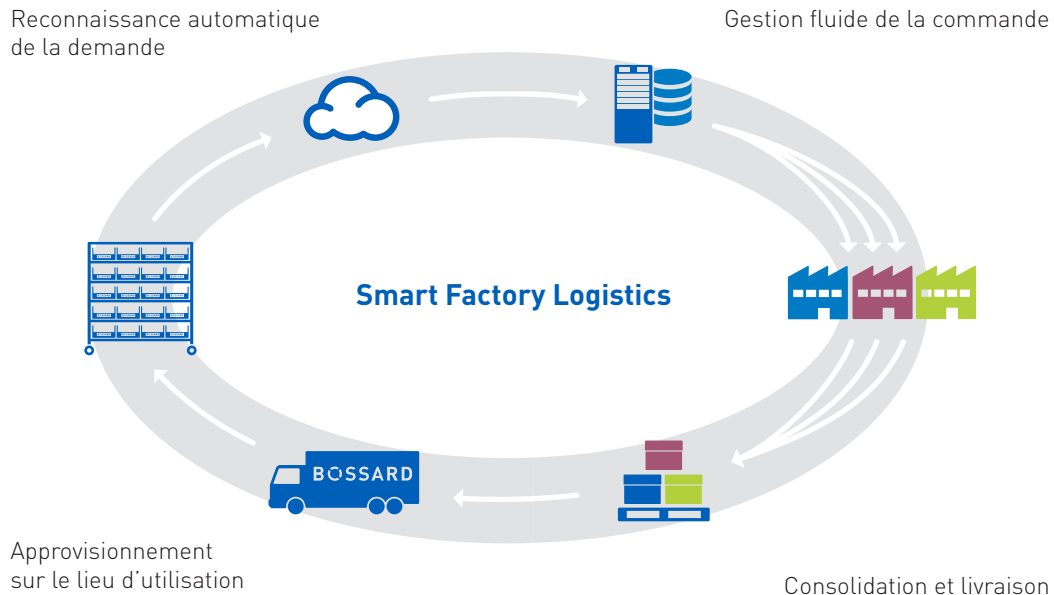 Reconnaissance automatique
de la demande
Gestion fluide de la commande
Smart Factory Logistics
BOSSARD
Approvisionnement
sur le lieu d’utilisation
Consolidation et livraison